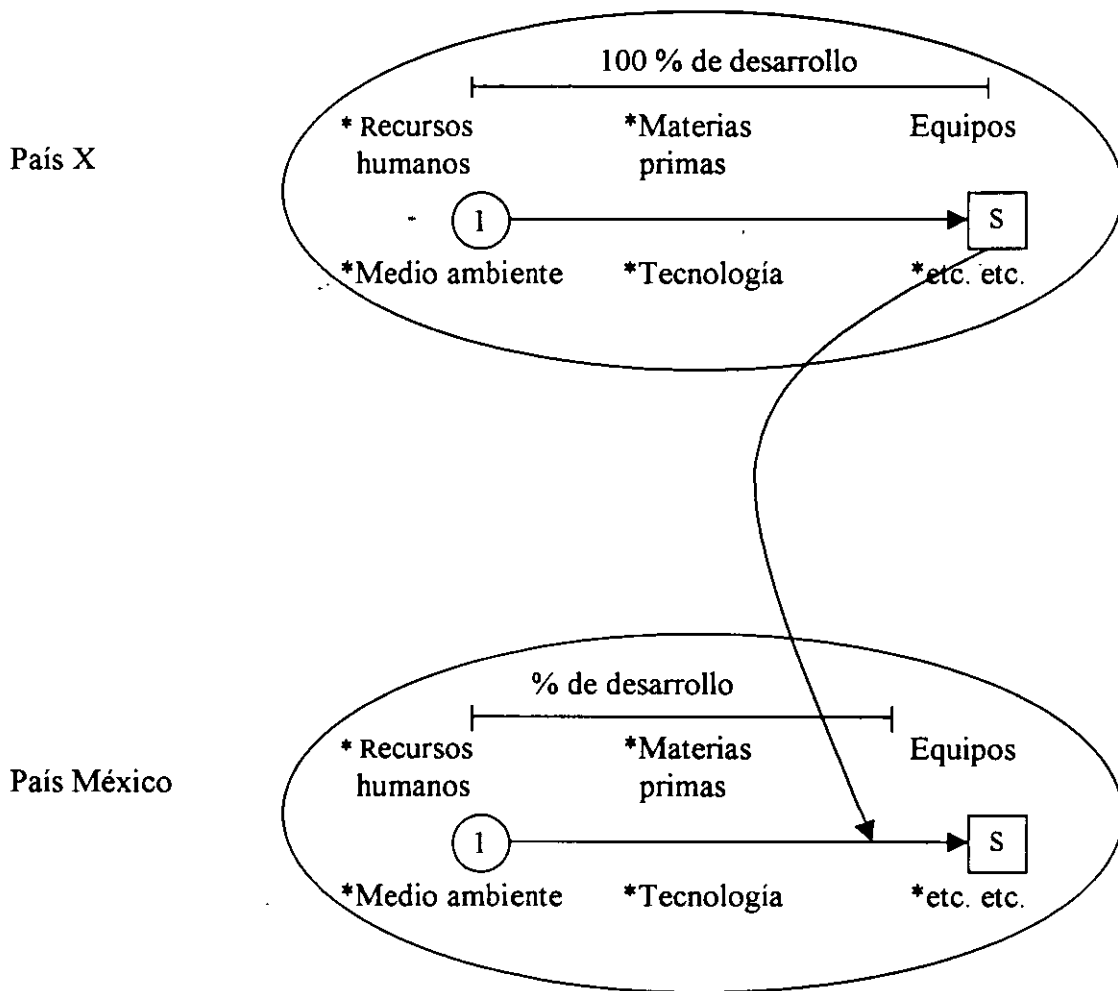 100 % de desarrollo
* Recursos humanos
*Materias primas
Equipos
País X
1
S
*Medio ambiente
*Tecnología
*etc. etc.
% de desarrollo
* Recursos humanos
*Materias primas
Equipos
País México
1
S
*Medio ambiente
*Tecnología
*etc. etc.